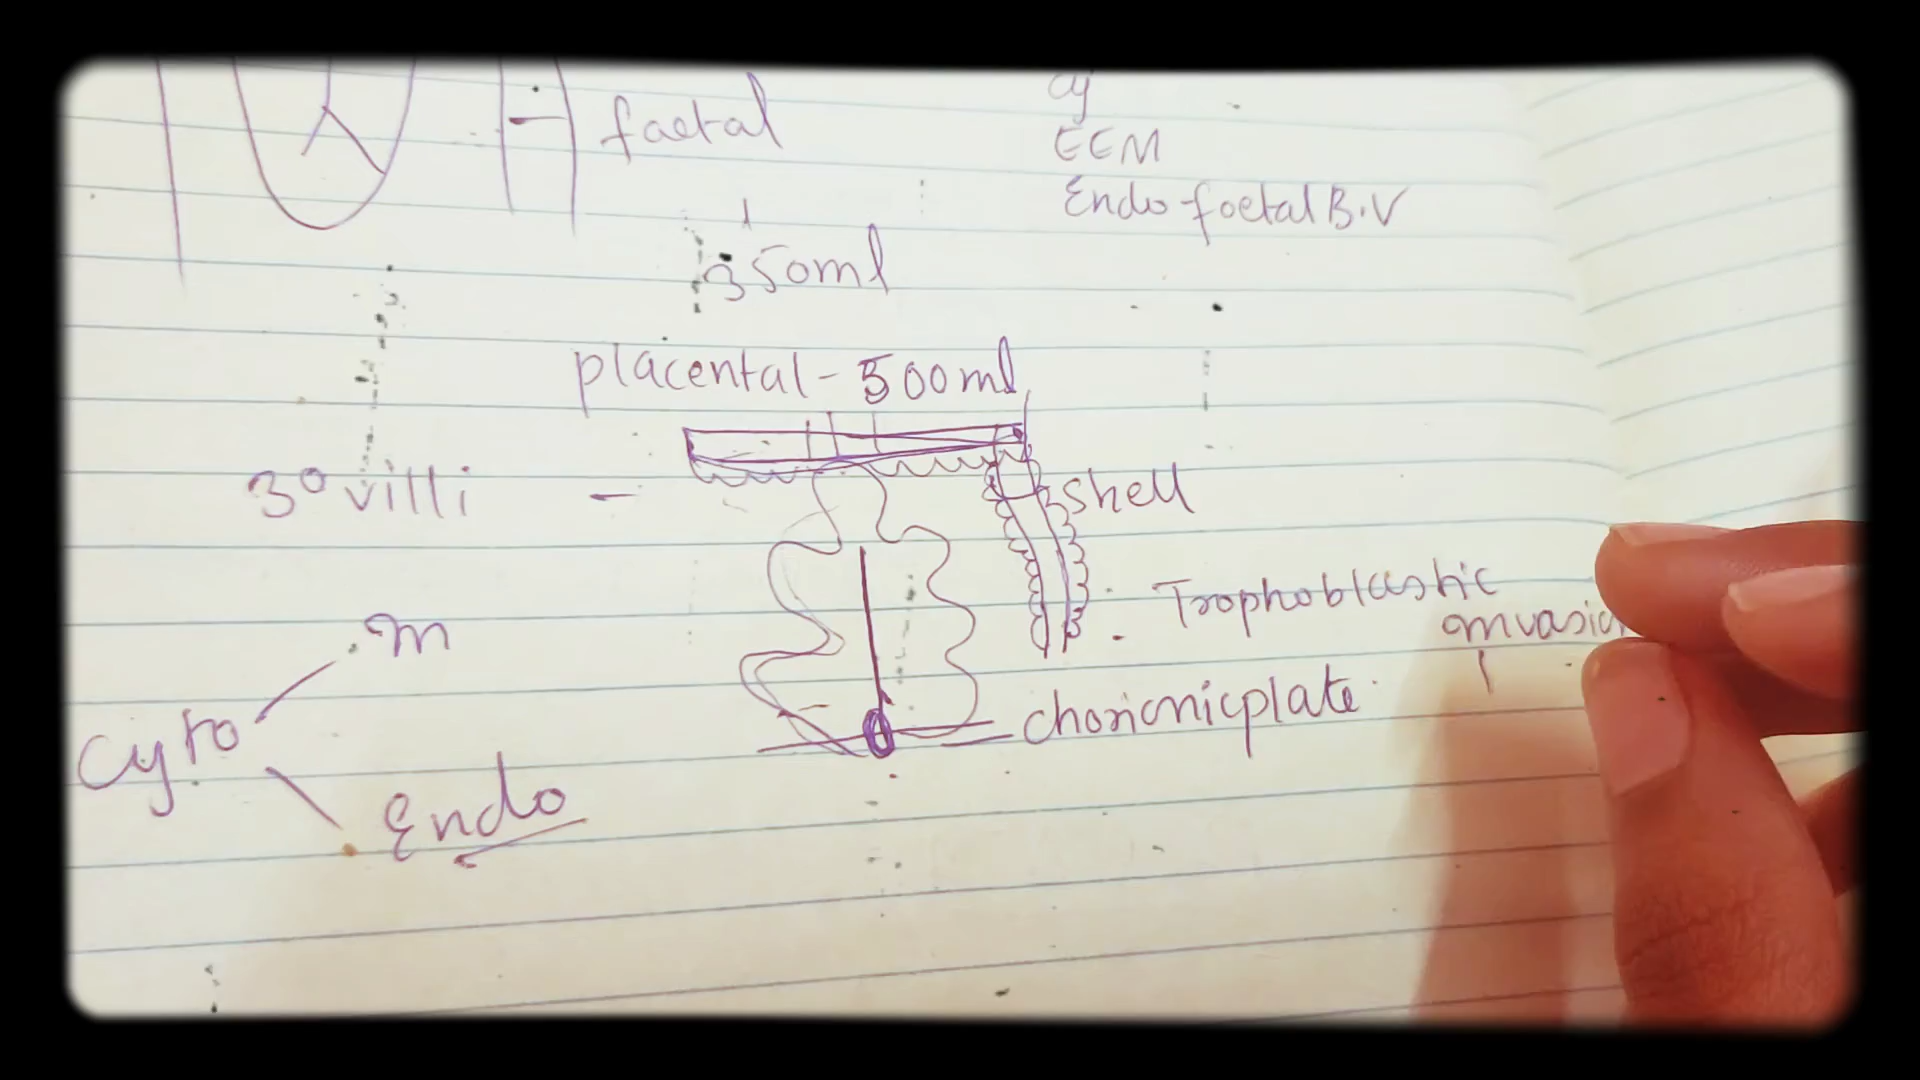 foetal
EEM
Endo foetal B.V
350ml
placental - 500ml
3° villi
shell
Trophoblastic
invasion
m
chorionic plate
Cyto
Endo